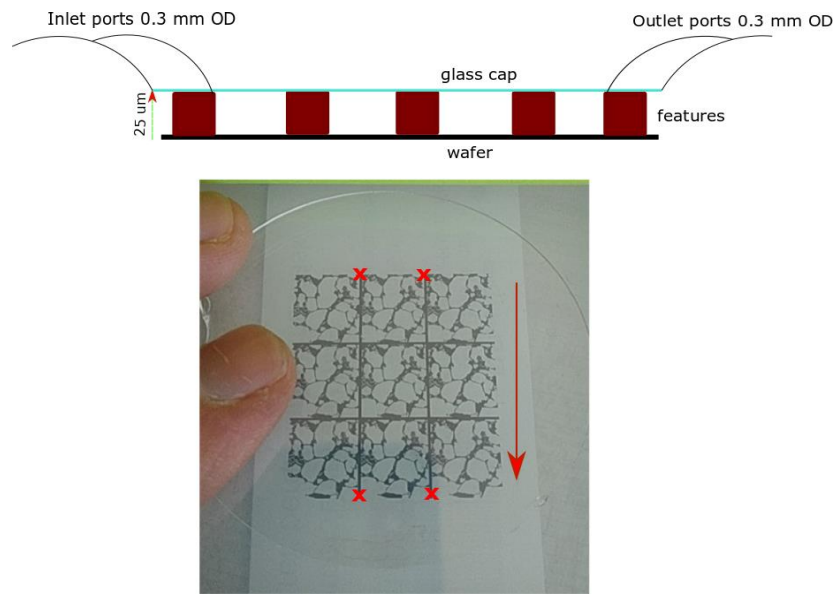 Inlet ports 0.3 mm OD
Outlet ports 0.3 mm OD
glass cap
25 um
features
wafer